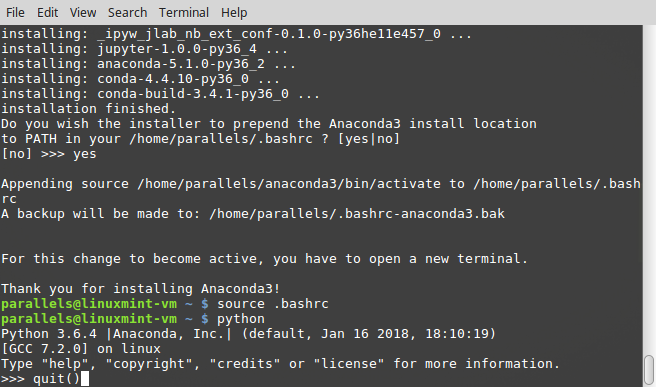 File Edit View Search Terminal Help
installing: _ipyw_jlab_nb_ext_conf-0.1.0-py36he11e457_0 ...
installing: jupyter-1.0.0-py36_4 ...
installing: anaconda-5.1.0-py36_2 ...
installing: conda-4.4.10-py36_0 ...
installing: conda-build-3.4.1-py36_0 ...
installation finished.
Do you wish the installer to prepend the Anaconda3 install location
to PATH in your /home/parallels/.bashrc ? [yes|no]
[no] >>> yes
Appending source /home/parallels/anaconda3/bin/activate to /home/parallels/.bash
rc
A backup will be made to: /home/parallels/.bashrc-anaconda3.bak
For this change to become active, you have to open a new terminal.
Thank you for installing Anaconda3!
parallels@linuxmint-vm ~ $ source .bashrc
parallels@linuxmint-vm ~ $ python
Python 3.6.4 |Anaconda, Inc.| (default, Jan 16 2018, 18:10:19)
[GCC 7.2.0] on linux
Type "help", "copyright", "credits" or "license" for more information.
>>> quit()